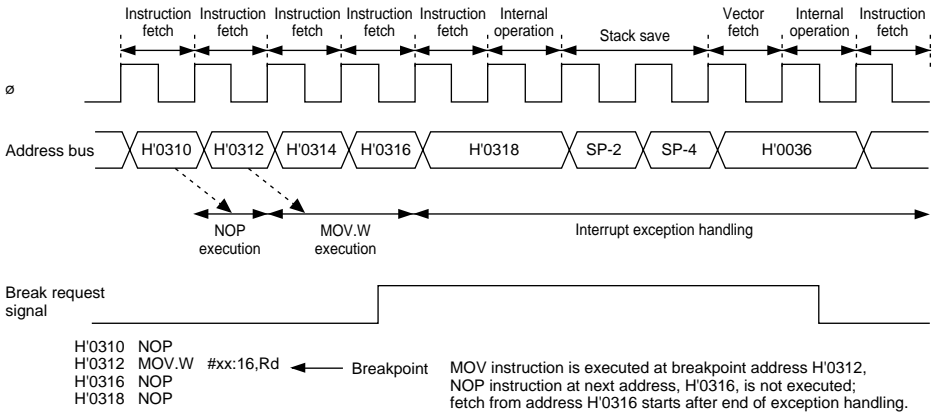 Instruction fetch Instruction fetch Instruction fetch Instruction fetch Instruction fetch Internal operation Stack save Vector fetch Internal operation Instruction fetch
ø
Address bus H'0310 H'0312 H'0314 H'0316 H'0318 SP-2 SP-4 H'0036
NOP execution MOV.W execution Interrupt exception handling
Break request signal
H'0310 NOP
H'0312 MOV.W #xx:16,Rd Breakpoint
H'0316 NOP
H'0318 NOP
MOV instruction is executed at breakpoint address H'0312,
NOP instruction at next address, H'0316, is not executed;
fetch from address H'0316 starts after end of exception handling.